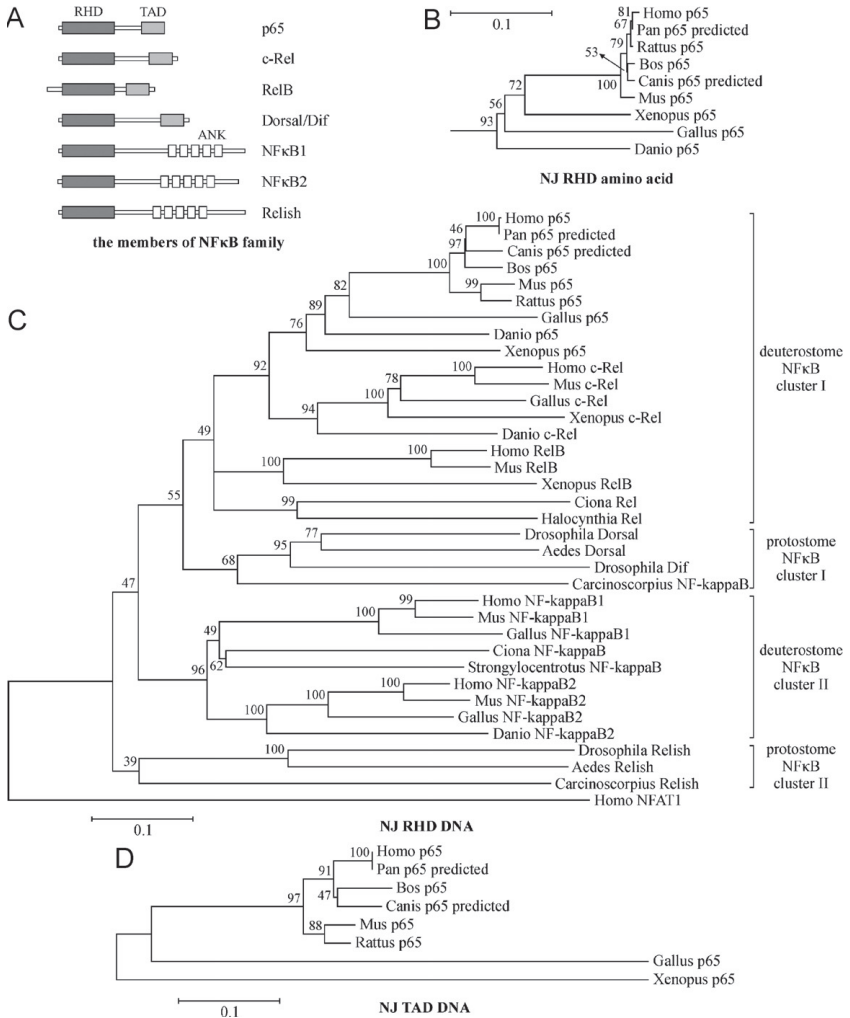 A
RHD TAD
p65
c-Rel
RelB
Dorsal/Dif
ANK
NFκB1
NFκB2
Relish
the members of NFκB family
B
0.1
81
Homo p65
67
Pan p65 predicted
79
Rattus p65
53
Bos p65
Canis p65 predicted
100
Mus p65
72
Xenopus p65
56
Gallus p65
93
Danio p65
NJ RHD amino acid
C
100
Homo p65
46
Pan p65 predicted
97
Canis p65 predicted
100
Bos p65
99
Mus p65
Rattus p65
82
Gallus p65
89
Danio p65
76
Xenopus p65
92
100
Homo c-Rel
78
Mus c-Rel
100
Gallus c-Rel
Xenopus c-Rel
94
Danio c-Rel
49
100
Homo RelB
100
Mus RelB
Xenopus RelB
99
Ciona Rel
Halocynthia Rel
deuterostome
NFκB
cluster I
55
77
Drosophila Dorsal
95
Aedes Dorsal
68
Drosophila Dif
Carcinoscorpius NF-kappaB
protostome
NFκB
cluster I
47
99
Homo NF-kappaB1
100
Mus NF-kappaB1
49
Gallus NF-kappaB1
Ciona NF-kappaB
62
Strongylocentrotus NF-kappaB
96
100
Homo NF-kappaB2
100
Mus NF-kappaB2
100
Gallus NF-kappaB2
Danio NF-kappaB2
deuterostome
NFκB
cluster II
100
Drosophila Relish
39
Aedes Relish
Carcinoscorpius Relish
protostome
NFκB
cluster II
Homo NFAT1
0.1
NJ RHD DNA
D
100
Homo p65
91
Pan p65 predicted
97
Bos p65
47
Canis p65 predicted
88
Mus p65
Rattus p65
Gallus p65
Xenopus p65
0.1
NJ TAD DNA